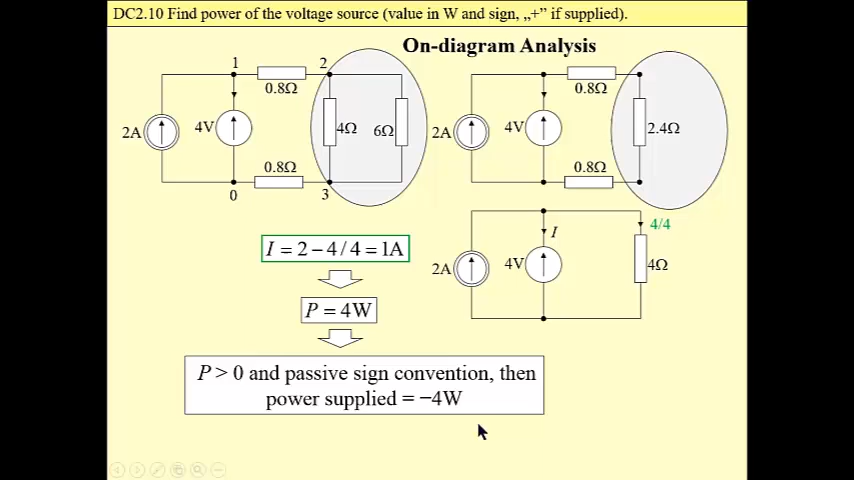 DC2.10 Find power of the voltage source (value in W and sign, „+” if supplied).
On-diagram Analysis
1
2
0.8Ω
2A
4V
4Ω
6Ω
0.8Ω
0
3
0.8Ω
2A
4V
2.4Ω
0.8Ω
4/4
I
2A
4V
4Ω
I = 2 − 4 / 4 = 1A
P = 4W
P > 0 and passive sign convention, then
power supplied = −4W